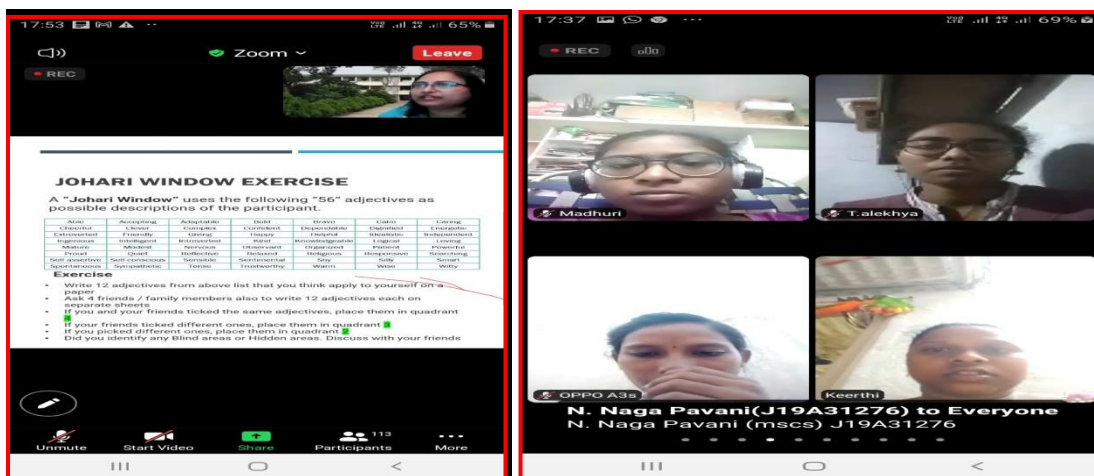 17:53
65%
Zoom
Leave
REC
JOHARI WINDOW EXERCISE
A "Johari Window" uses the following "56" adjectives as
possible descriptions of the participant.
Able Accepting Adaptable Bold Brave Calm Caring
Cheerful Clever Complex Confident Dependable Dignified Energetic
Extroverted Friendly Giving Happy Helpful Idealistic Independent
Ingenious Intelligent Introverted Kind Knowledgeable Logical Loving
Mature Modest Nervous Observant Organized Patient Powerful
Proud Quiet Reflective Relaxed Religious Responsive Searching
Self-assertive Self-conscious Sensible Sentimental Shy Silly Smart
Spontaneous Sympathetic Tense Trustworthy Warm Wise Witty
Exercise
• Write 12 adjectives from above list that you think apply to yourself on a
paper
• Ask 4 friends / family members also to write 12 adjectives each on
separate sheets
• If you and your friends ticked the same adjectives, place them in quadrant
4
• If your friends ticked different ones, place them in quadrant 3
• If you picked different ones, place them in quadrant 2
• Did you identify any Blind areas or Hidden areas. Discuss with your friends
Unmute
Start Video
Share
113
Participants
More
17:37
69%
REC
Madhuri
T.alekhya
OPPO A3s
Keerthi
N. Naga Pavani(J19A31276) to Everyone
N. Naga Pavani (mscs) J19A31276